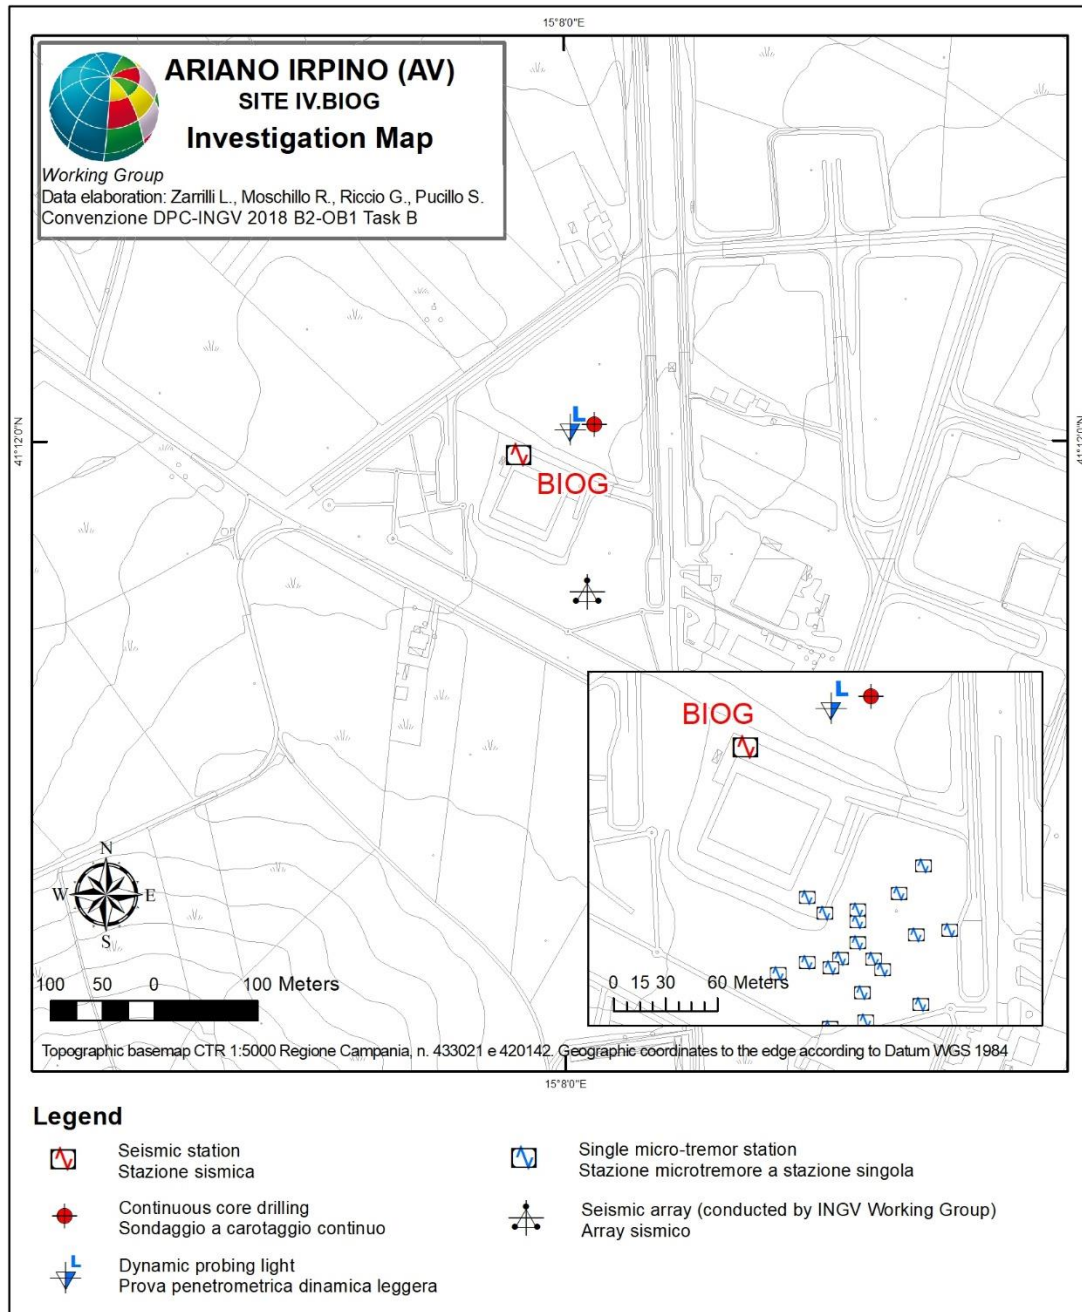 15°8'0"E
ARIANO IRPINO (AV)
SITE IV.BIOG
Investigation Map
Working Group
Data elaboration: Zarrilli L., Moschillo R., Riccio G., Pucillo S.
Convenzione DPC-INGV 2018 B2-OB1 Task B
41°12'0"N
41°12'0"N
L
BIOG
L
BIOG
N
W E
S
100 50 0 100 Meters
0 15 30 60 Meters
Topographic basemap CTR 1:5000 Regione Campania, n. 433021 e 420142. Geographic coordinates to the edge according to Datum WGS 1984
15°8'0"E
Legend
Seismic station
Stazione sismica
Single micro-tremor station
Stazione microtremore a stazione singola
Continuous core drilling
Sondaggio a carotaggio continuo
Seismic array (conducted by INGV Working Group)
Array sismico
L
Dynamic probing light
Prova penetrometrica dinamica leggera